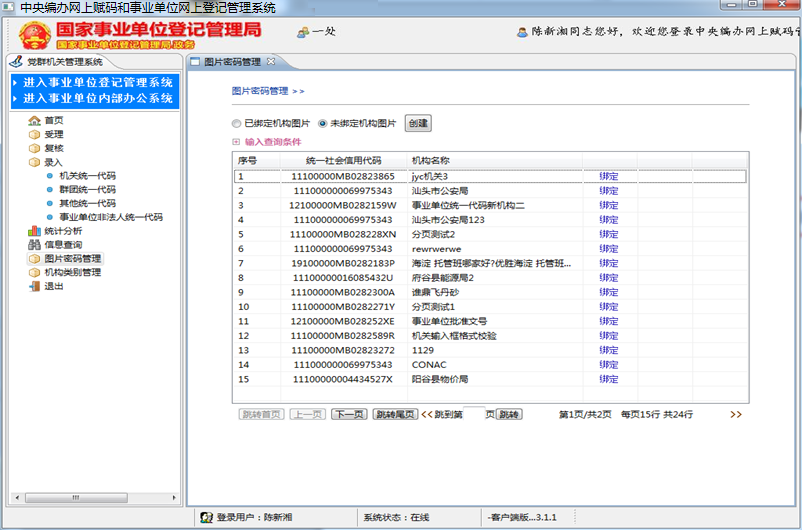 中央编办网上赋码和事业单位网上登记管理系统
国家事业单位登记管理局
国家事业单位登记管理局.政务
一处
陈新湘同志您好，欢迎您登录中央编办网上赋码
党群机关管理系统
进入事业单位登记管理系统
进入事业单位内部办公系统
首页
受理
复核
录入
机关统一代码
群团统一代码
其他统一代码
事业单位非法人统一代码
统计分析
信息查询
图片密码管理
机构类别管理
退出
图片密码管理
图片密码管理 >>
已绑定机构图片 未绑定机构图片 创建
输入查询条件
序号 统一社会信用代码 机构名称
1 11100000MB02823865 jyc机关3 绑定
2 111000000069975343 汕头市公安局 绑定
3 12100000MB0282159W 事业单位统一代码新机构二 绑定
4 111000000069975343 汕头市公安局123 绑定
5 11100000MB028228XN 分页测试2 绑定
6 111000000069975343 rewrwerwe 绑定
7 19100000MB0282183P 海淀 托管班哪家好?优胜海淀 托管班... 绑定
8 11100000016085432U 府谷县能源局2 绑定
9 11100000MB0282300A 谁鼎飞丹砂 绑定
10 11100000MB0282271Y 分页测试1 绑定
11 12100000MB028252XE 事业单位批准文号 绑定
12 11100000MB0282589R 机关输入框格式校验 绑定
13 11100000MB02823272 1129 绑定
14 111000000069975343 CONAC 绑定
15 11100000004434527X 阳谷县物价局 绑定
跳转首页 上一页 下一页 跳转尾页 << 跳到第 页 跳转 第1页/共2页 每页15行 共24行 >>
登录用户：陈新湘 系统状态：在线 -客户端版...3.1.1